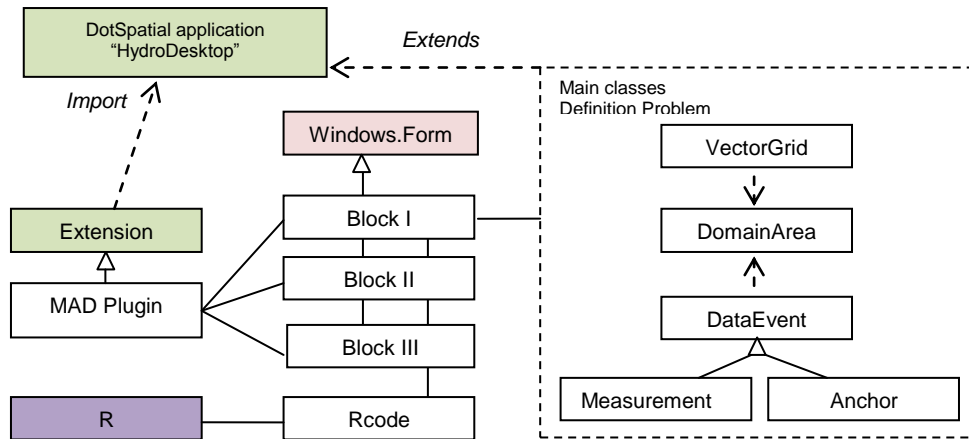 DotSpatial application
“HydroDesktop”
Extends
Import
Main classes
Definition Problem
Windows.Form
VectorGrid
Extension
Block I
DomainArea
MAD Plugin
Block II
DataEvent
Block III
Measurement
Anchor
R
Rcode